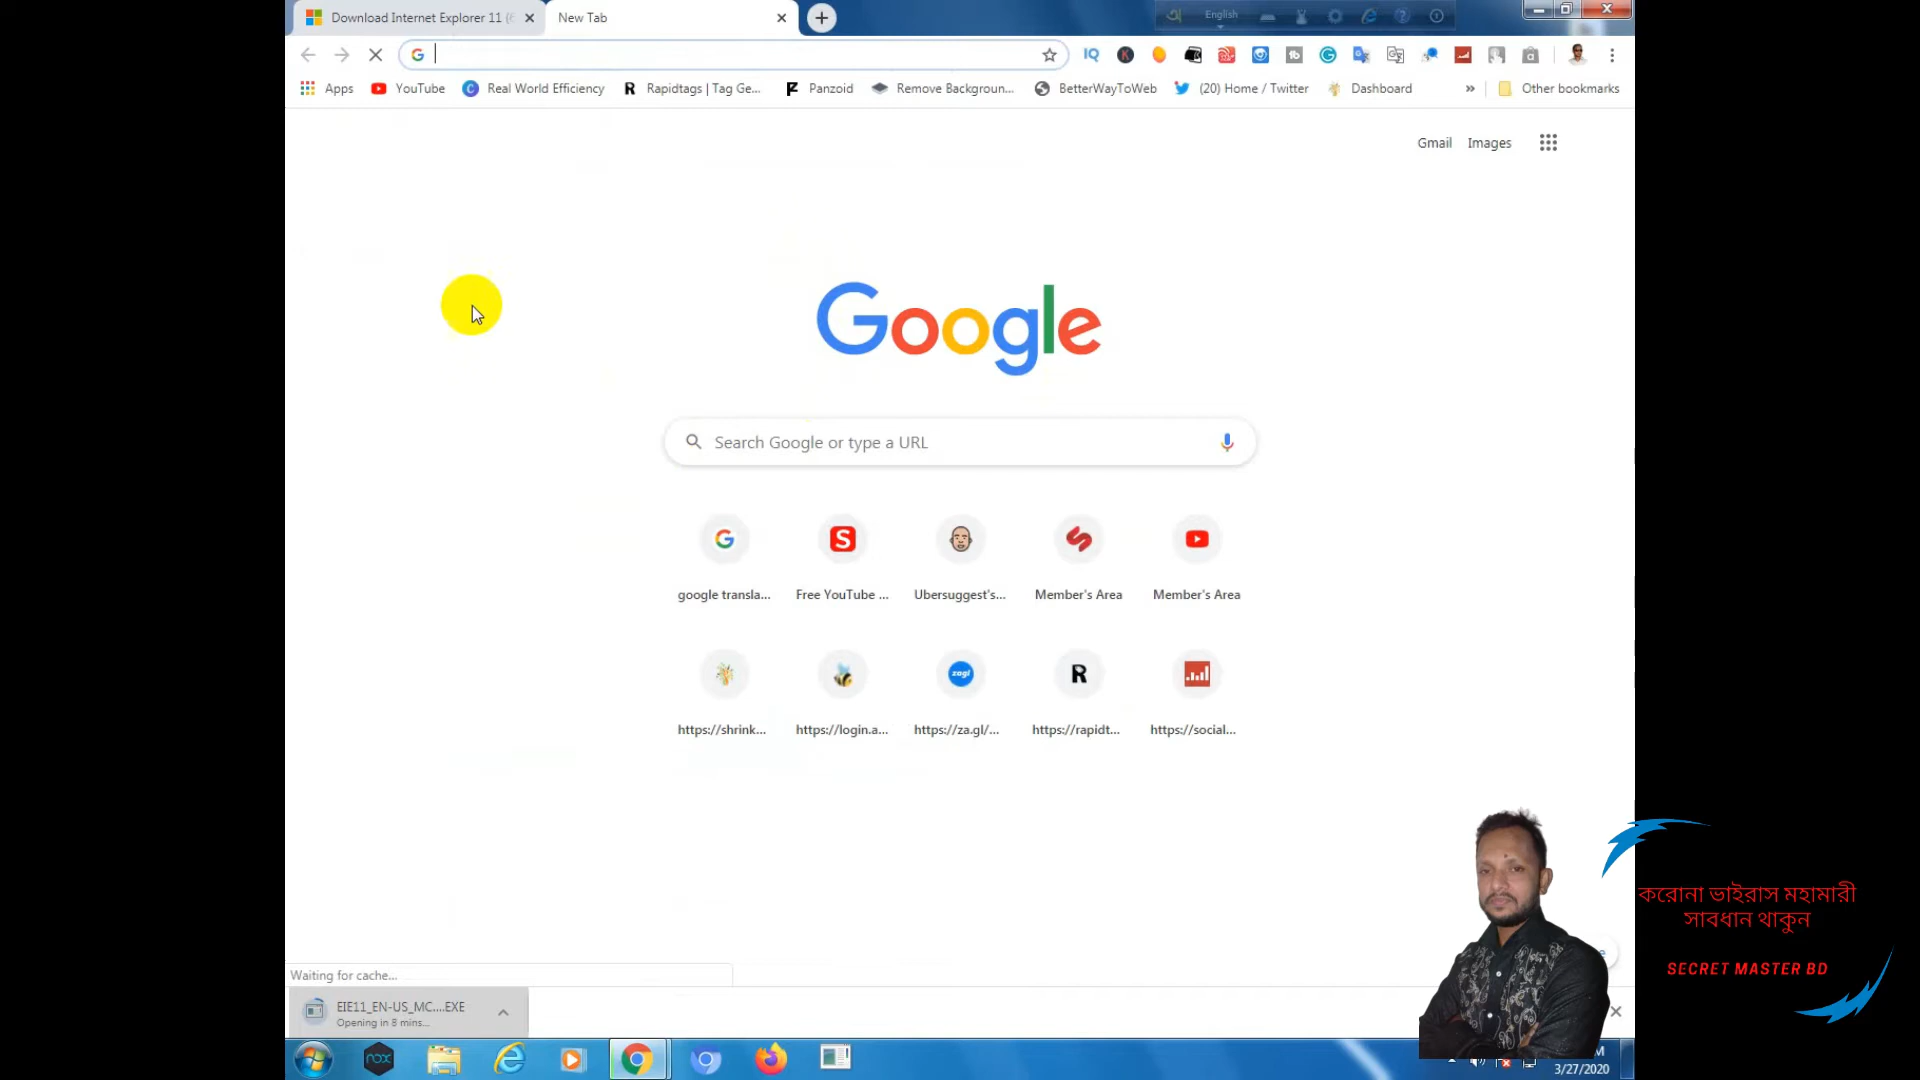 Download Internet Explorer 11 (
New Tab
English
Apps
YouTube
Real World Efficiency
Rapidtags | Tag Ge...
Panzoid
Remove Backgroun...
BetterWayToWeb
(20) Home / Twitter
Dashboard
Other bookmarks
Gmail
Images
Google
Search Google or type a URL
google transla...
Free YouTube ...
Ubersuggest's...
Member's Area
Member's Area
zagl
https://shrink...
https://login.a...
https://za.gl/...
https://rapidt...
https://social...
করোনা ভাইরাস মহামারী
সাবধান থাকুন
SECRET MASTER BD
Waiting for cache...
EIE11_EN-US_MC....EXE
Opening in 8 mins...
nox
3/27/2020